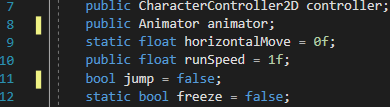 7 public CharacterController2D controller;
8 public Animator animator;
9 static float horizontalMove = 0f;
10 public float runSpeed = 1f;
11 bool jump = false;
12 static bool freeze = false;